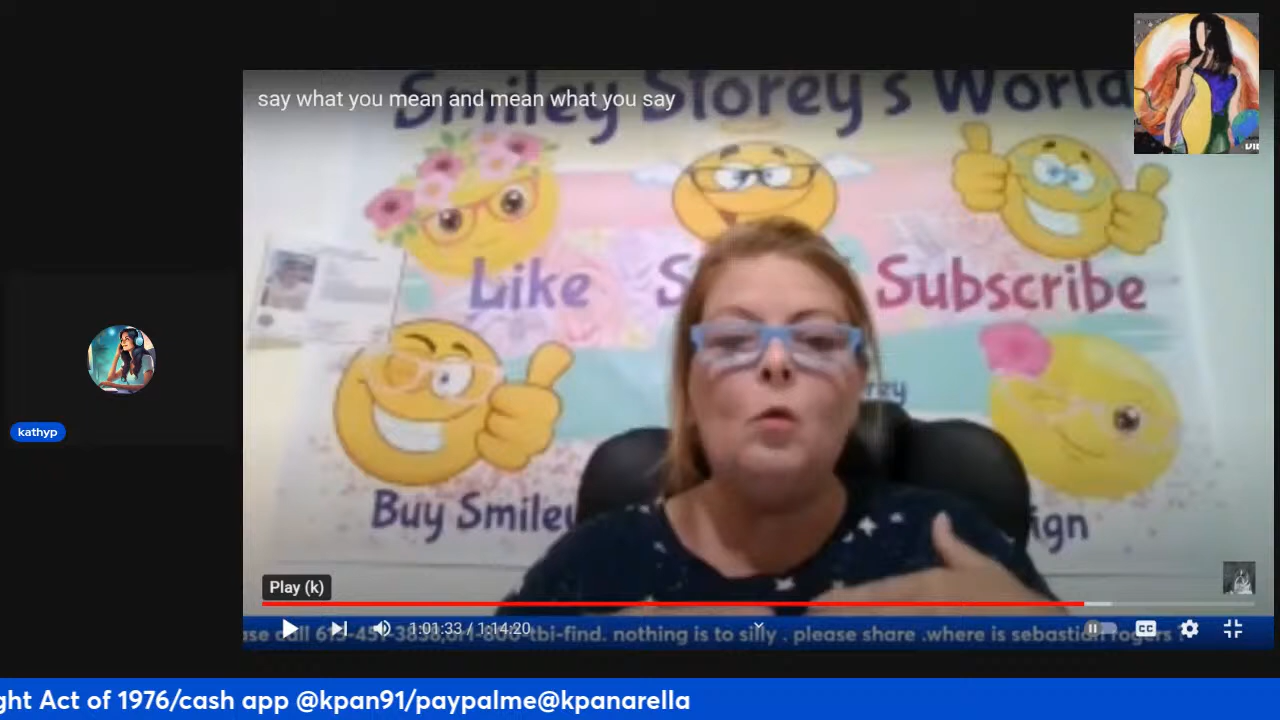 Smiley Storey's World
say what you mean and mean what you say
Like
Subscribe
kathyp
Buy
Play (k)
1:01:33 / 1:14:20
CC
tbi-find. nothing is to silly . please share .where is sebastian rogers ?
ght Act of 1976/cash app @kpan91/paypalme@kpanarella